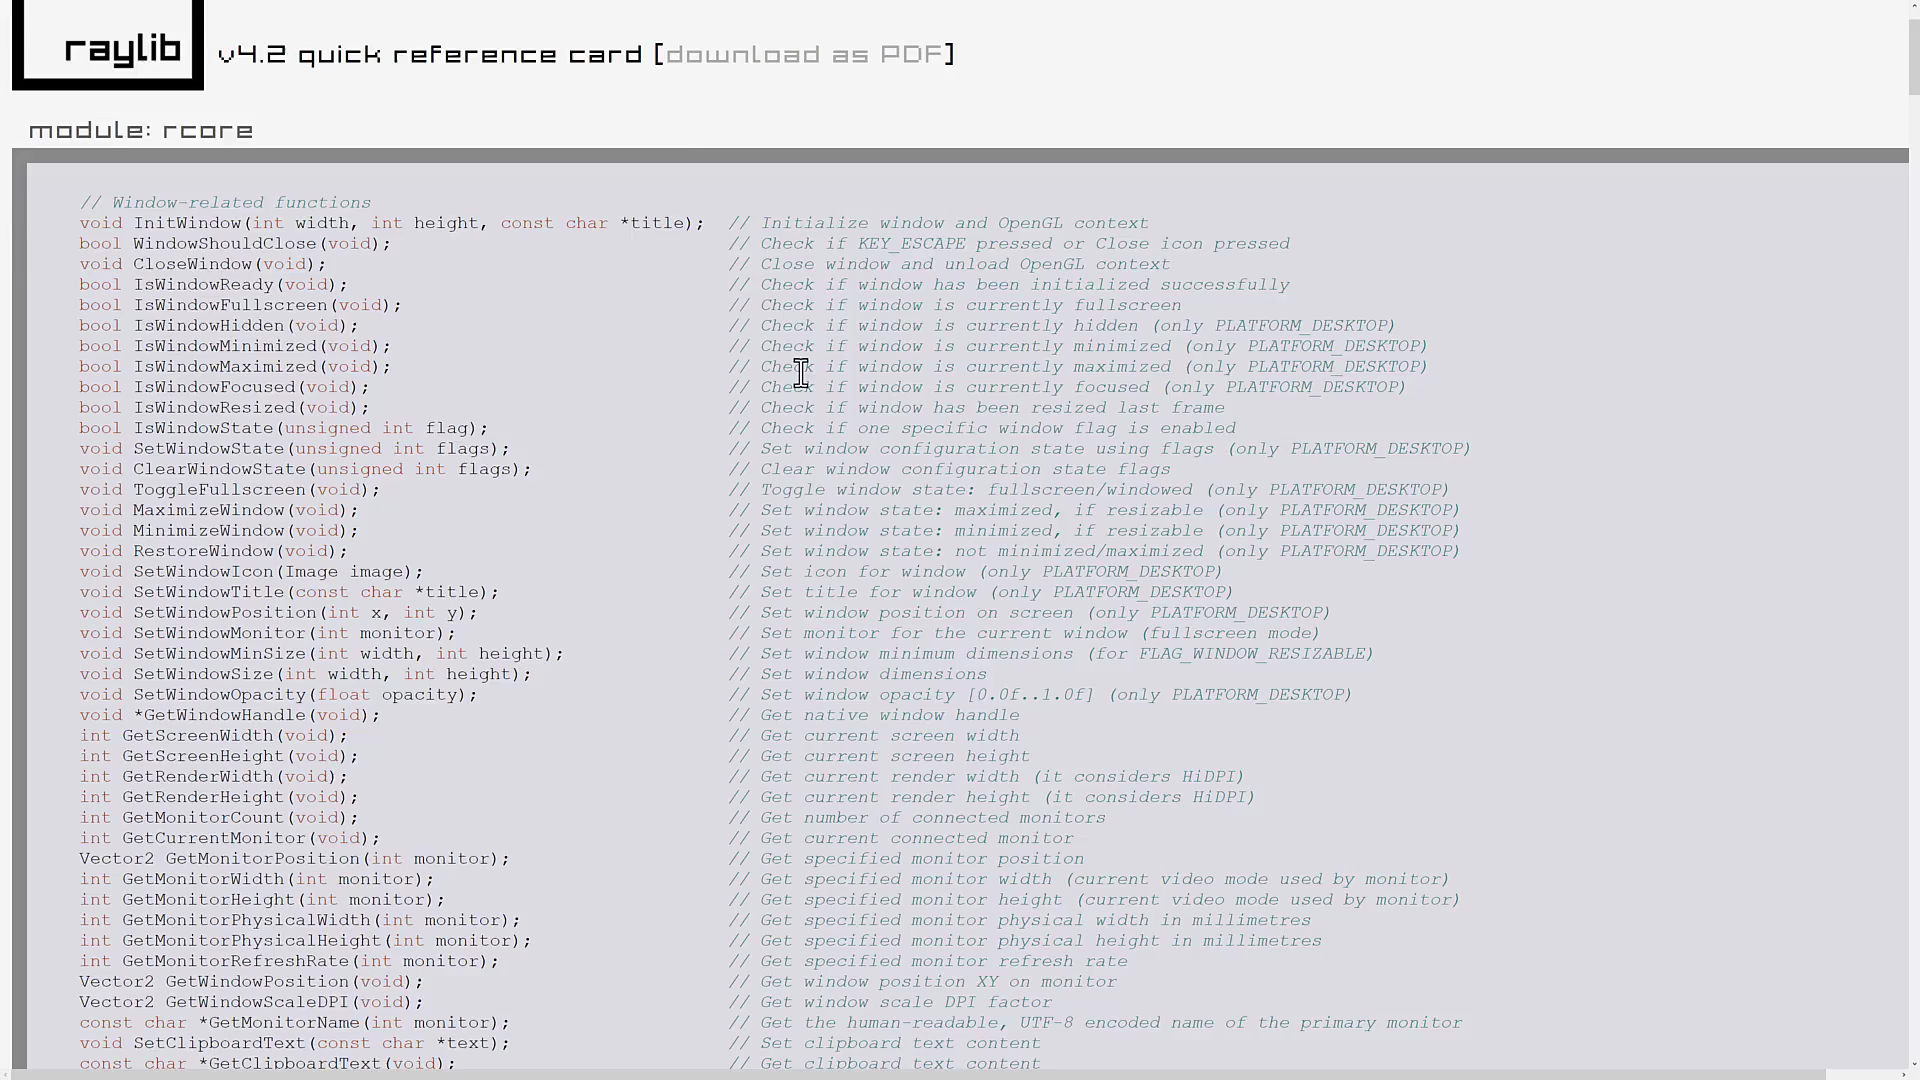 raylib v4.2 quick reference card [download as PDF]
module: rcore
// Window-related functions
void InitWindow(int width, int height, const char *title);  // Initialize window and OpenGL context
bool WindowShouldClose(void);  // Check if KEY_ESCAPE pressed or Close icon pressed
void CloseWindow(void);  // Close window and unload OpenGL context
bool IsWindowReady(void);  // Check if window has been initialized successfully
bool IsWindowFullscreen(void);  // Check if window is currently fullscreen
bool IsWindowHidden(void);  // Check if window is currently hidden (only PLATFORM_DESKTOP)
bool IsWindowMinimized(void);  // Check if window is currently minimized (only PLATFORM_DESKTOP)
bool IsWindowMaximized(void);  // Check if window is currently maximized (only PLATFORM_DESKTOP)
bool IsWindowFocused(void);  // Check if window is currently focused (only PLATFORM_DESKTOP)
bool IsWindowResized(void);  // Check if window has been resized last frame
bool IsWindowState(unsigned int flag);  // Check if one specific window flag is enabled
void SetWindowState(unsigned int flags);  // Set window configuration state using flags (only PLATFORM_DESKTOP)
void ClearWindowState(unsigned int flags);  // Clear window configuration state flags
void ToggleFullscreen(void);  // Toggle window state: fullscreen/windowed (only PLATFORM_DESKTOP)
void MaximizeWindow(void);  // Set window state: maximized, if resizable (only PLATFORM_DESKTOP)
void MinimizeWindow(void);  // Set window state: minimized, if resizable (only PLATFORM_DESKTOP)
void RestoreWindow(void);  // Set window state: not minimized/maximized (only PLATFORM_DESKTOP)
void SetWindowIcon(Image image);  // Set icon for window (only PLATFORM_DESKTOP)
void SetWindowTitle(const char *title);  // Set title for window (only PLATFORM_DESKTOP)
void SetWindowPosition(int x, int y);  // Set window position on screen (only PLATFORM_DESKTOP)
void SetWindowMonitor(int monitor);  // Set monitor for the current window (fullscreen mode)
void SetWindowMinSize(int width, int height);  // Set window minimum dimensions (for FLAG_WINDOW_RESIZABLE)
void SetWindowSize(int width, int height);  // Set window dimensions
void SetWindowOpacity(float opacity);  // Set window opacity [0.0f..1.0f] (only PLATFORM_DESKTOP)
void *GetWindowHandle(void);  // Get native window handle
int GetScreenWidth(void);  // Get current screen width
int GetScreenHeight(void);  // Get current screen height
int GetRenderWidth(void);  // Get current render width (it considers HiDPI)
int GetRenderHeight(void);  // Get current render height (it considers HiDPI)
int GetMonitorCount(void);  // Get number of connected monitors
int GetCurrentMonitor(void);  // Get current connected monitor
Vector2 GetMonitorPosition(int monitor);  // Get specified monitor position
int GetMonitorWidth(int monitor);  // Get specified monitor width (current video mode used by monitor)
int GetMonitorHeight(int monitor);  // Get specified monitor height (current video mode used by monitor)
int GetMonitorPhysicalWidth(int monitor);  // Get specified monitor physical width in millimetres
int GetMonitorPhysicalHeight(int monitor);  // Get specified monitor physical height in millimetres
int GetMonitorRefreshRate(int monitor);  // Get specified monitor refresh rate
Vector2 GetWindowPosition(void);  // Get window position XY on monitor
Vector2 GetWindowScaleDPI(void);  // Get window scale DPI factor
const char *GetMonitorName(int monitor);  // Get the human-readable, UTF-8 encoded name of the primary monitor
void SetClipboardText(const char *text);  // Set clipboard text content
const char *GetClipboardText(void);  // Get clipboard text content